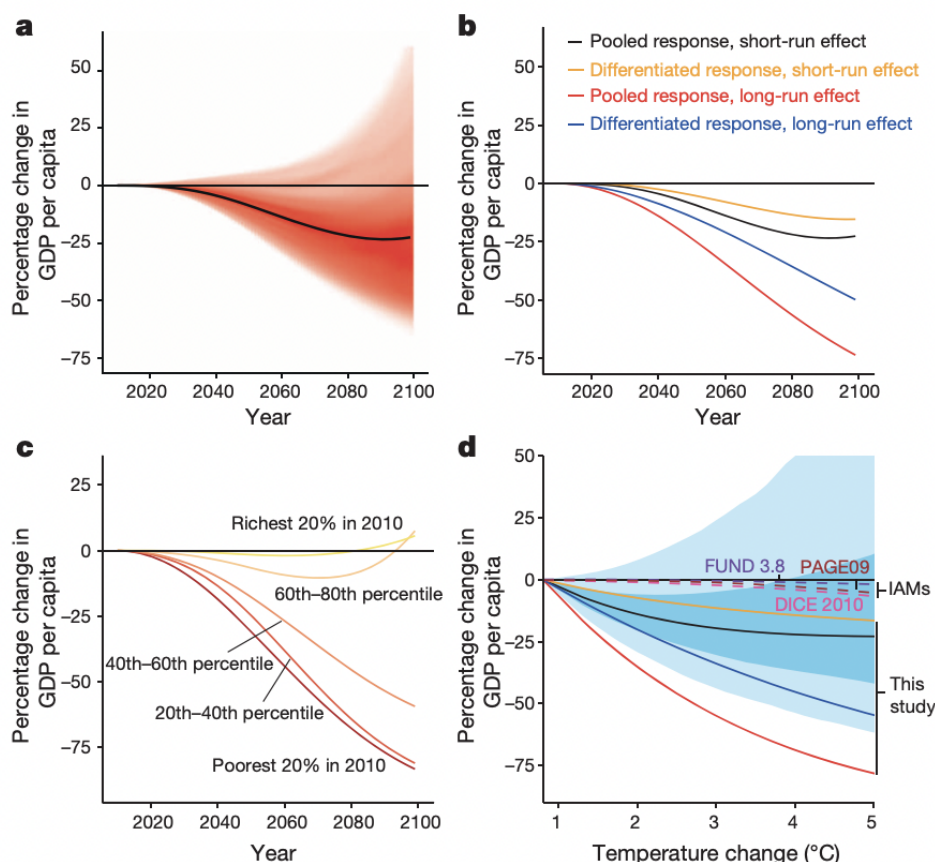 a
Percentage change in
GDP per capita
50
25
0
–25
–50
–75
2020 2040 2060 2080 2100
Year
b
Pooled response, short-run effect
Differentiated response, short-run effect
Pooled response, long-run effect
Differentiated response, long-run effect
Percentage change in
GDP per capita
50
25
0
–25
–50
–75
2020 2040 2060 2080 2100
Year
c
Percentage change in
GDP per capita
25
0
–25
–50
–75
Richest 20% in 2010
60th–80th percentile
40th–60th percentile
20th–40th percentile
Poorest 20% in 2010
2020 2040 2060 2080 2100
Year
d
Percentage change in
GDP per capita
50
25
0
–25
–50
–75
FUND 3.8 PAGE09
DICE 2010
IAMs
This
study
1 2 3 4 5
Temperature change (°C)